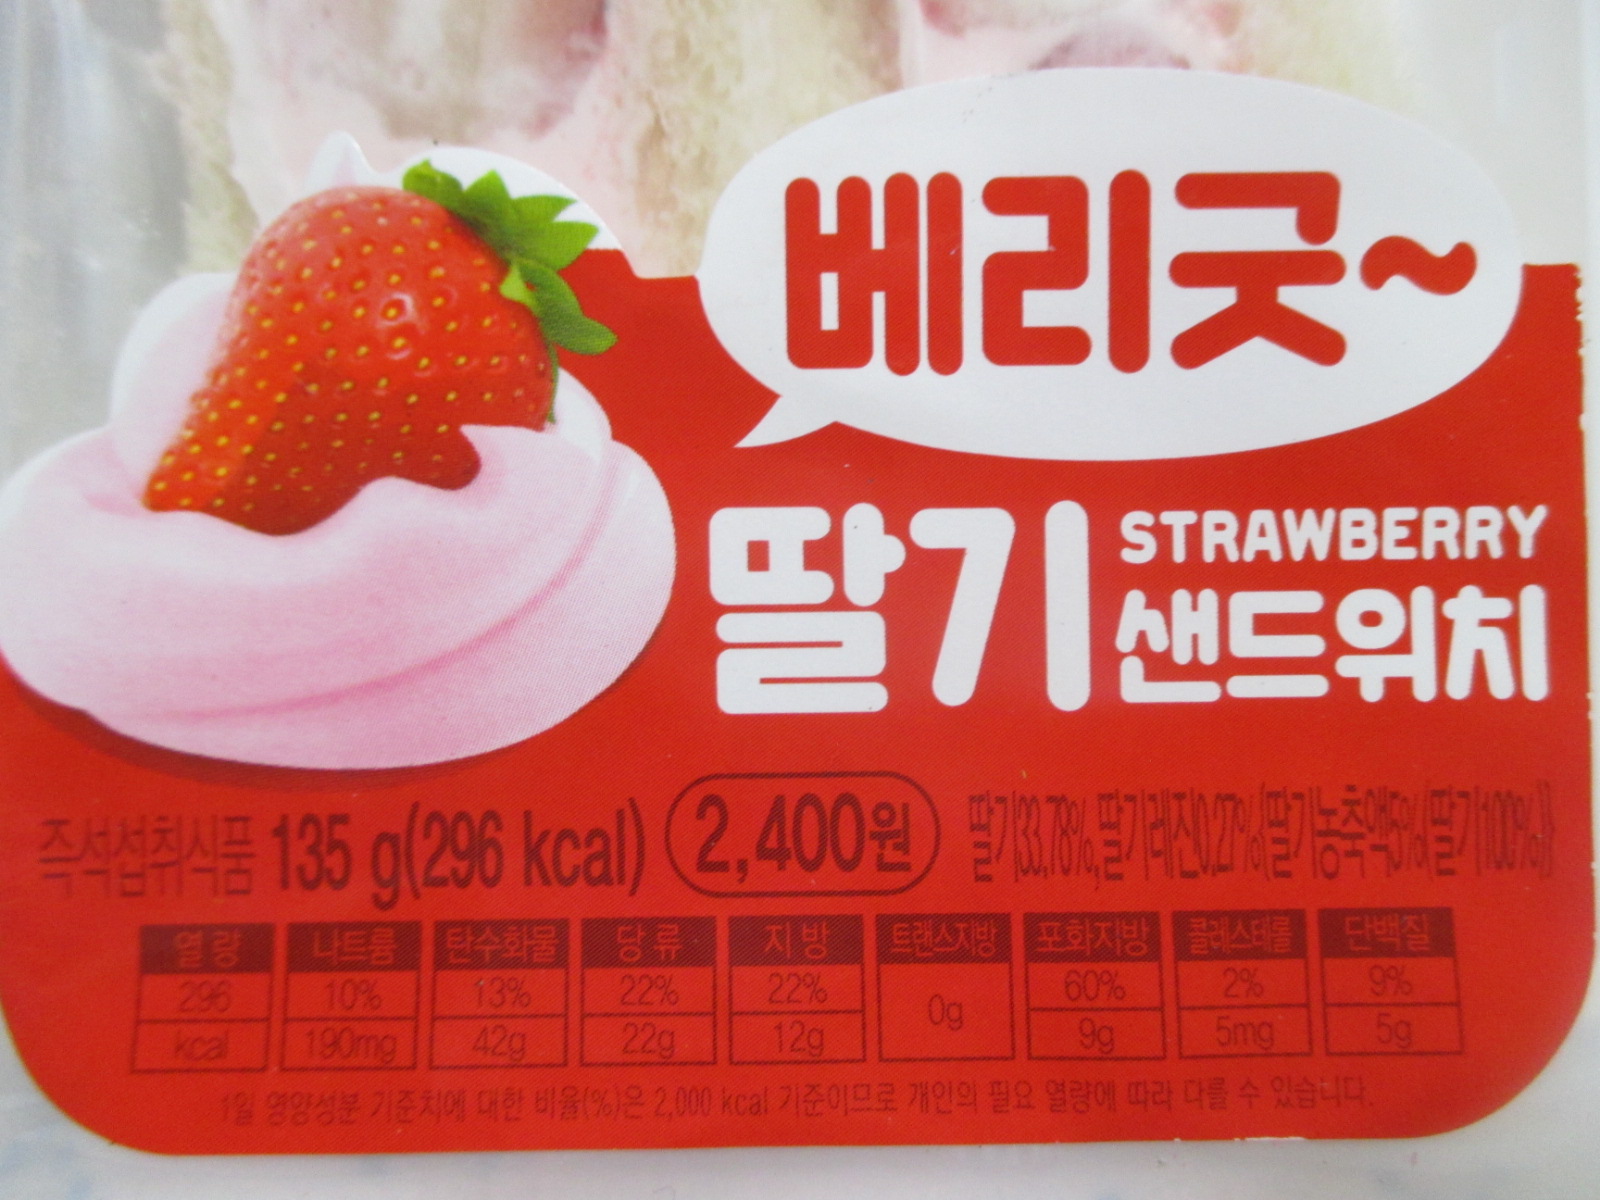 베리굿~
딸기
STRAWBERRY
샌드위치
즉석섭취식품 135 g(296 kcal) 2,400원 딸기33.78%,딸기레진0.27%{딸기농축액5%(딸기100%)}
열량 나트륨 탄수화물 당류 지방 트랜스지방 포화지방 콜레스테롤 단백질
296 10% 13% 22% 22% 0g 60% 2% 9%
kcal 190mg 42g 22g 12g 9g 5mg 5g
1일 영양성분 기준치에 대한 비율(%)은 2,000 kcal 기준이므로 개인의 필요 열량에 따라 다를 수 있습니다.